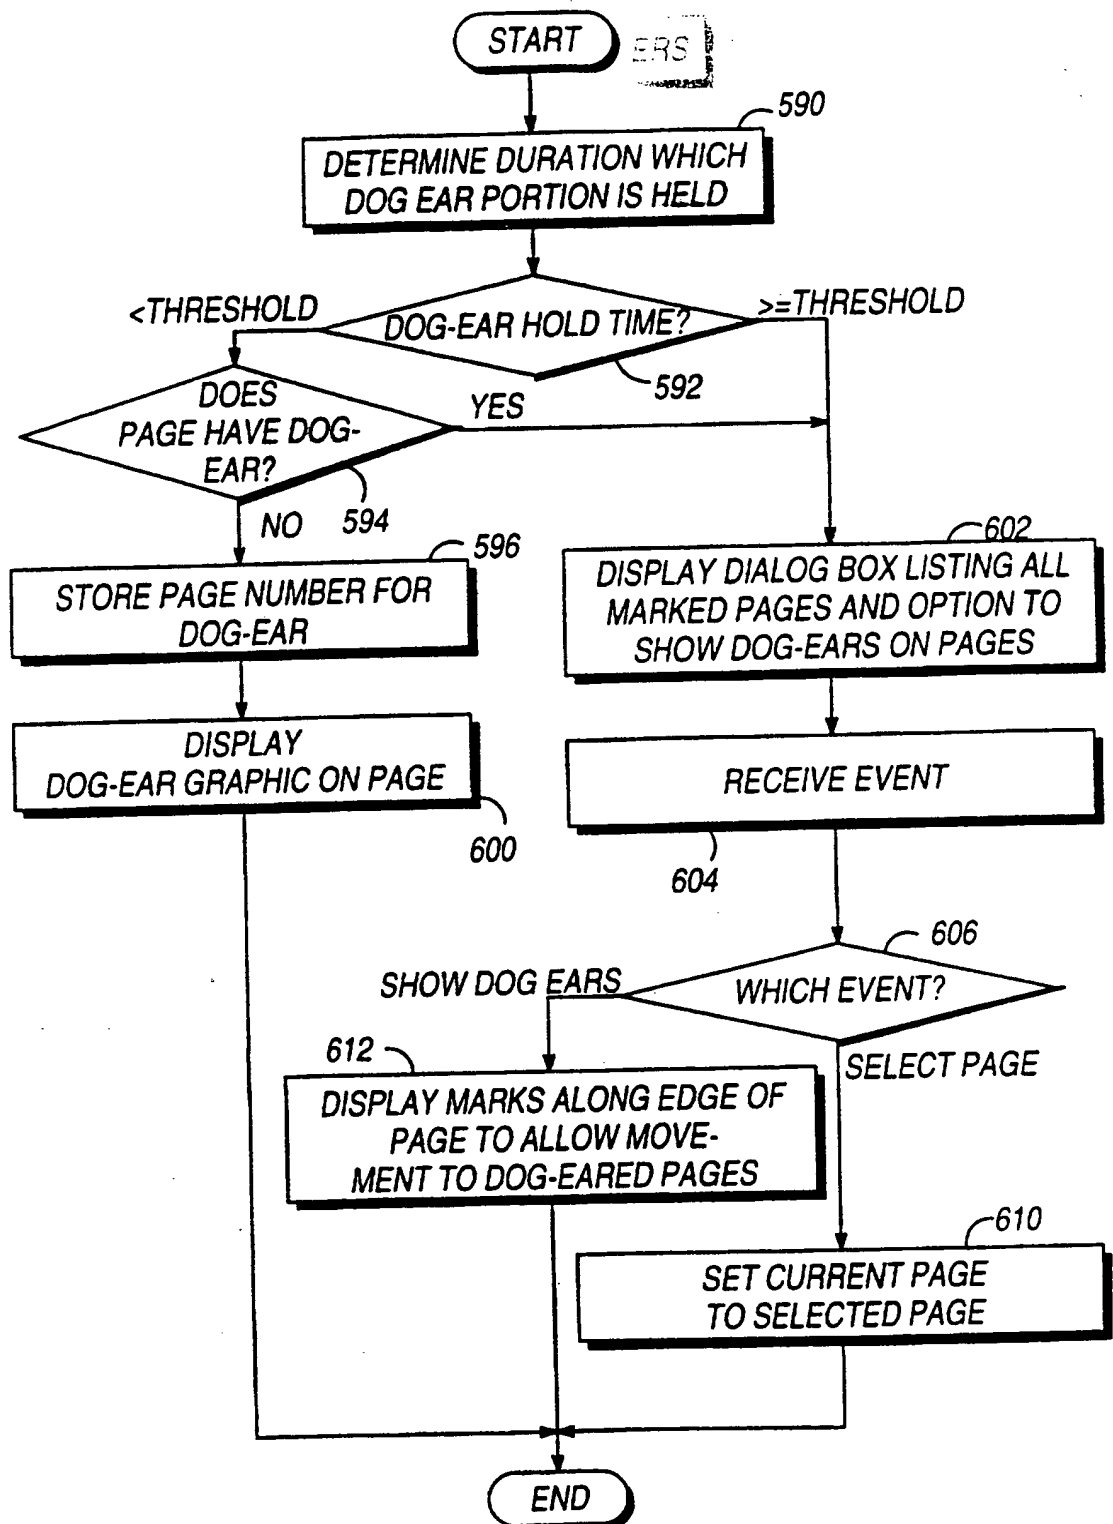 START
ERS
590
DETERMINE DURATION WHICH
DOG EAR PORTION IS HELD
<THRESHOLD
DOG-EAR HOLD TIME?
>=THRESHOLD
592
DOES
PAGE HAVE DOG-
EAR?
YES
594
NO
596
STORE PAGE NUMBER FOR
DOG-EAR
602
DISPLAY DIALOG BOX LISTING ALL
MARKED PAGES AND OPTION TO
SHOW DOG-EARS ON PAGES
DISPLAY
DOG-EAR GRAPHIC ON PAGE
600
RECEIVE EVENT
604
606
SHOW DOG EARS
WHICH EVENT?
SELECT PAGE
612
DISPLAY MARKS ALONG EDGE OF
PAGE TO ALLOW MOVE-
MENT TO DOG-EARED PAGES
610
SET CURRENT PAGE
TO SELECTED PAGE
END